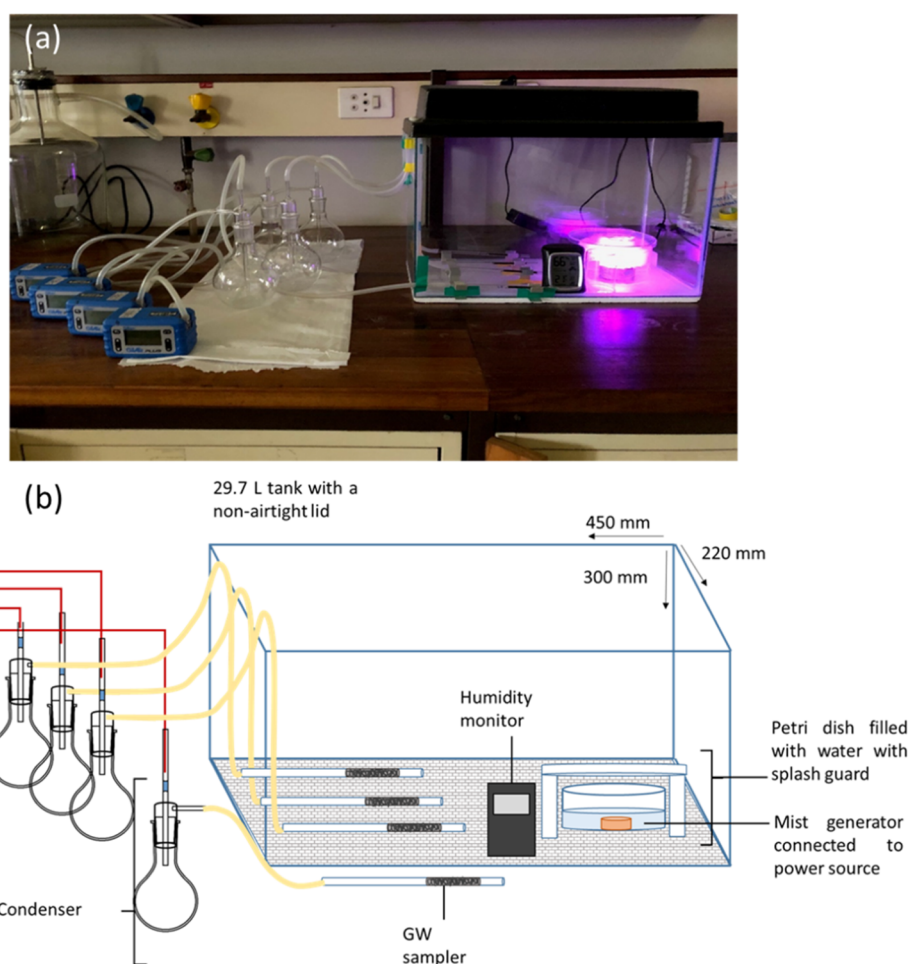 (a)
(b)
29.7 L tank with a
non-airtight lid
450 mm
220 mm
300 mm
Humidity
monitor
Petri dish filled
with water with
splash guard
Mist generator
connected to
power source
Condenser
GW
sampler